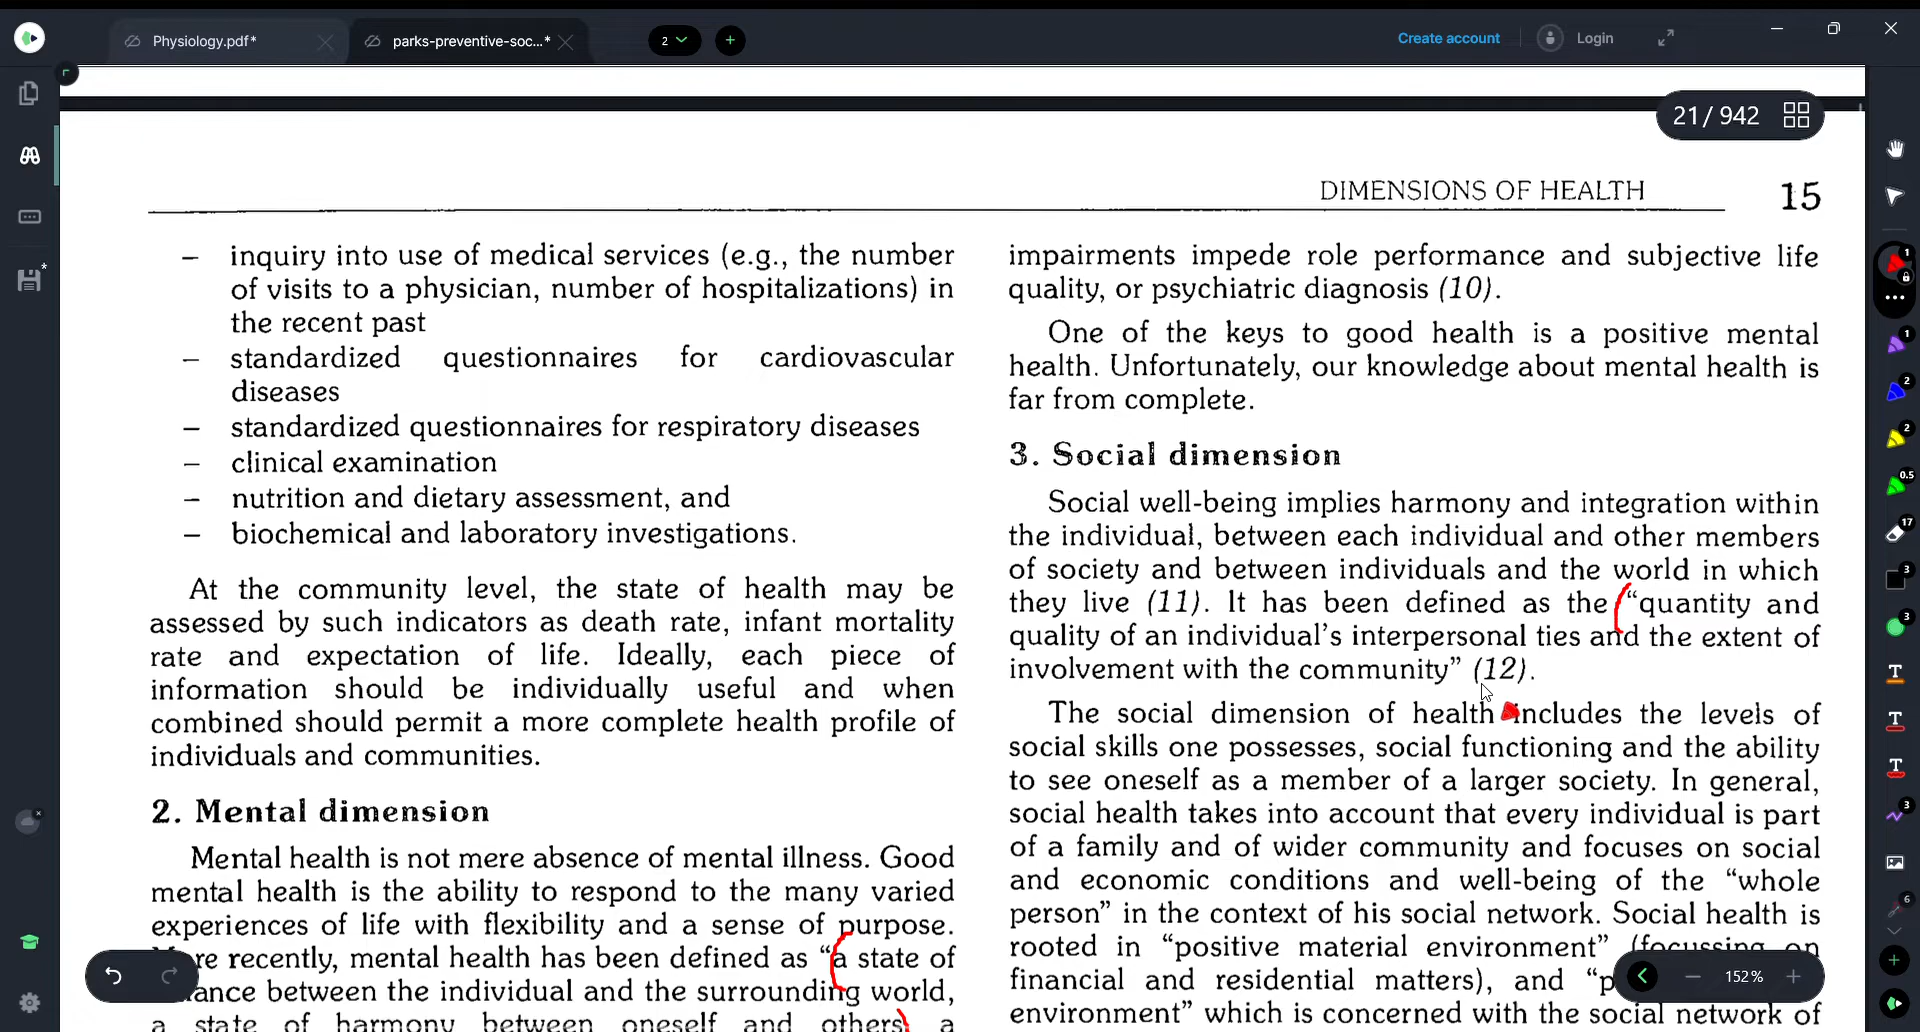 Physiology.pdf*
parks-preventive-soc...*
2
Create account
Login
21 / 942
DIMENSIONS OF HEALTH 15
– inquiry into use of medical services (e.g., the number
of visits to a physician, number of hospitalizations) in
the recent past
– standardized questionnaires for cardiovascular
diseases
– standardized questionnaires for respiratory diseases
– clinical examination
– nutrition and dietary assessment, and
– biochemical and laboratory investigations.
At the community level, the state of health may be
assessed by such indicators as death rate, infant mortality
rate and expectation of life. Ideally, each piece of
information should be individually useful and when
combined should permit a more complete health profile of
individuals and communities.
2. Mental dimension
Mental health is not mere absence of mental illness. Good
mental health is the ability to respond to the many varied
experiences of life with flexibility and a sense of purpose.
re recently, mental health has been defined as “a state of
ance between the individual and the surrounding world,
a state of harmony between oneself and others, a
impairments impede role performance and subjective life
quality, or psychiatric diagnosis (10).
One of the keys to good health is a positive mental
health. Unfortunately, our knowledge about mental health is
far from complete.
3. Social dimension
Social well-being implies harmony and integration within
the individual, between each individual and other members
of society and between individuals and the world in which
they live (11). It has been defined as the “quantity and
quality of an individual’s interpersonal ties and the extent of
involvement with the community” (12).
The social dimension of health includes the levels of
social skills one possesses, social functioning and the ability
to see oneself as a member of a larger society. In general,
social health takes into account that every individual is part
of a family and of wider community and focuses on social
and economic conditions and well-being of the “whole
person” in the context of his social network. Social health is
rooted in “positive material environment” (focussing on
financial and residential matters), and “p
environment” which is concerned with the social network of
152%
1
1
2
2
0.5
17
3
3
T
T
T
3
6